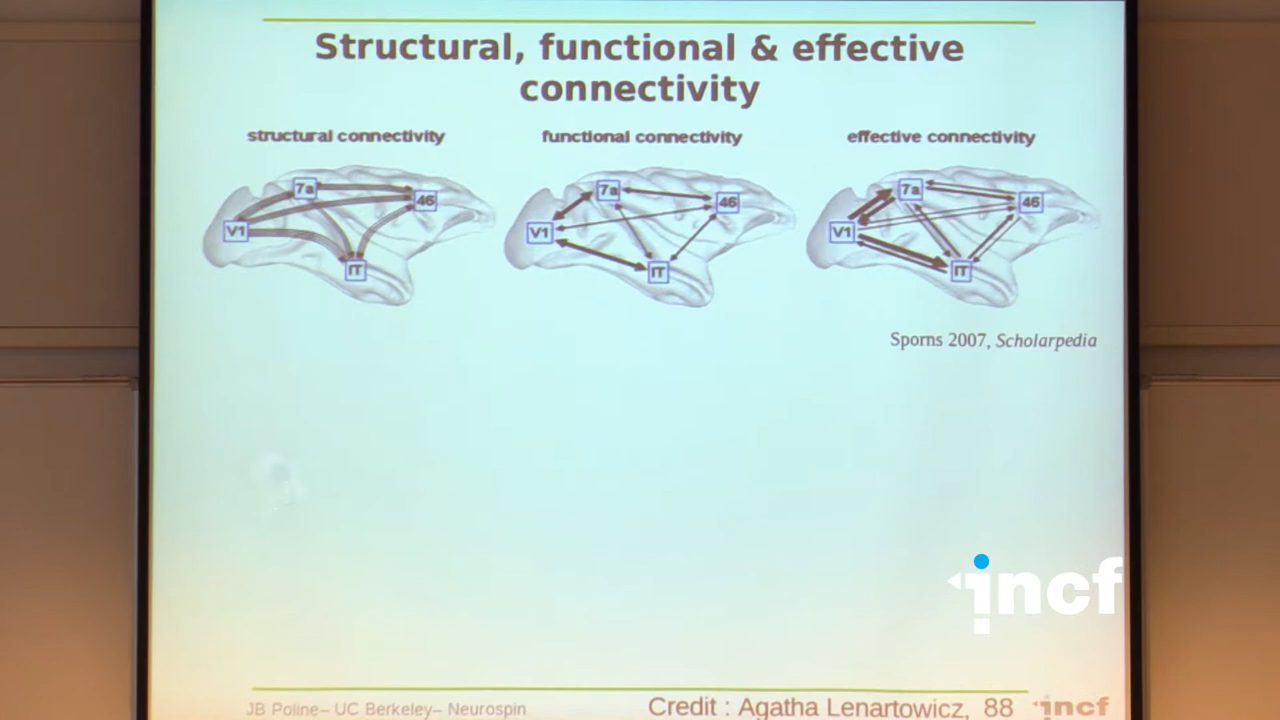 Structural, functional & effective
connectivity
structural connectivity
functional connectivity
effective connectivity
7a
46
V1
IT
7a
46
V1
IT
7a
46
V1
IT
Sporns 2007, Scholarpedia
incf
JB Poline– UC Berkeley– Neurospin
Credit : Agatha Lenartowicz, 88
incf